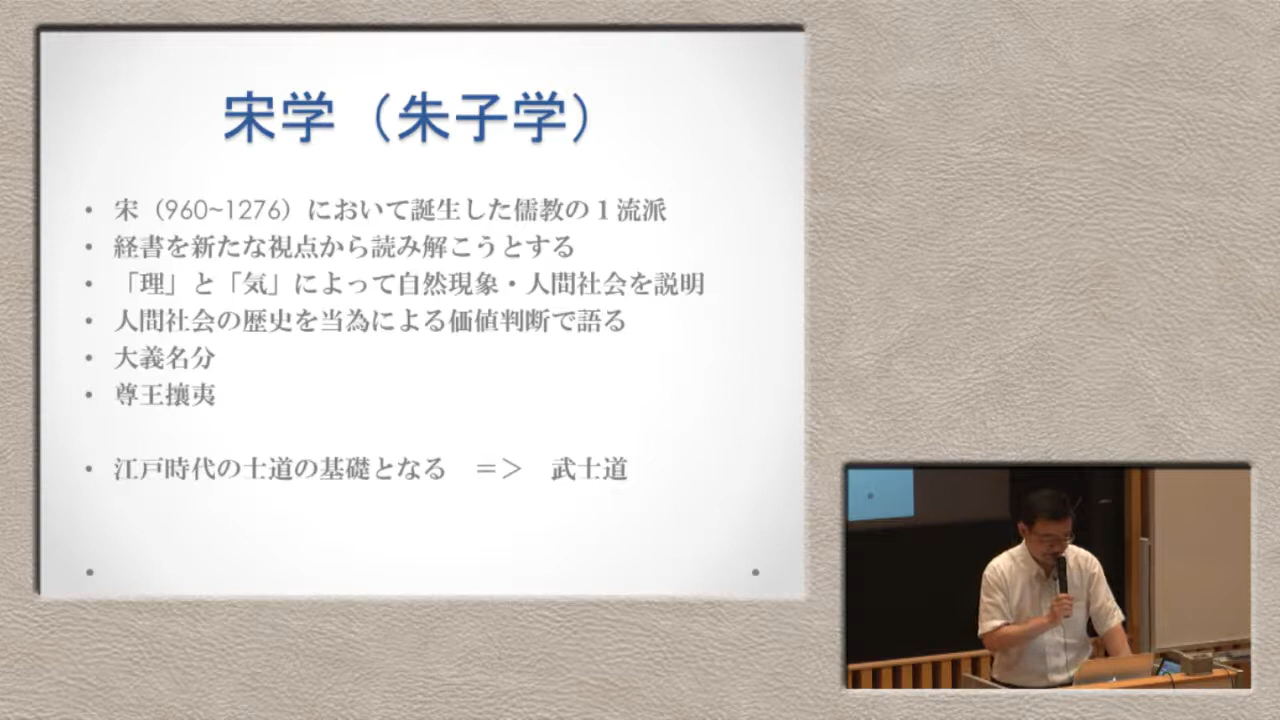 宋学（朱子学）
• 宋（960~1276）において誕生した儒教の１流派
• 経書を新たな視点から読み解こうとする
• 「理」と「気」によって自然現象・人間社会を説明
• 人間社会の歴史を当為による価値判断で語る
• 大義名分
• 尊王攘夷
• 江戸時代の士道の基礎となる　＝＞　武士道